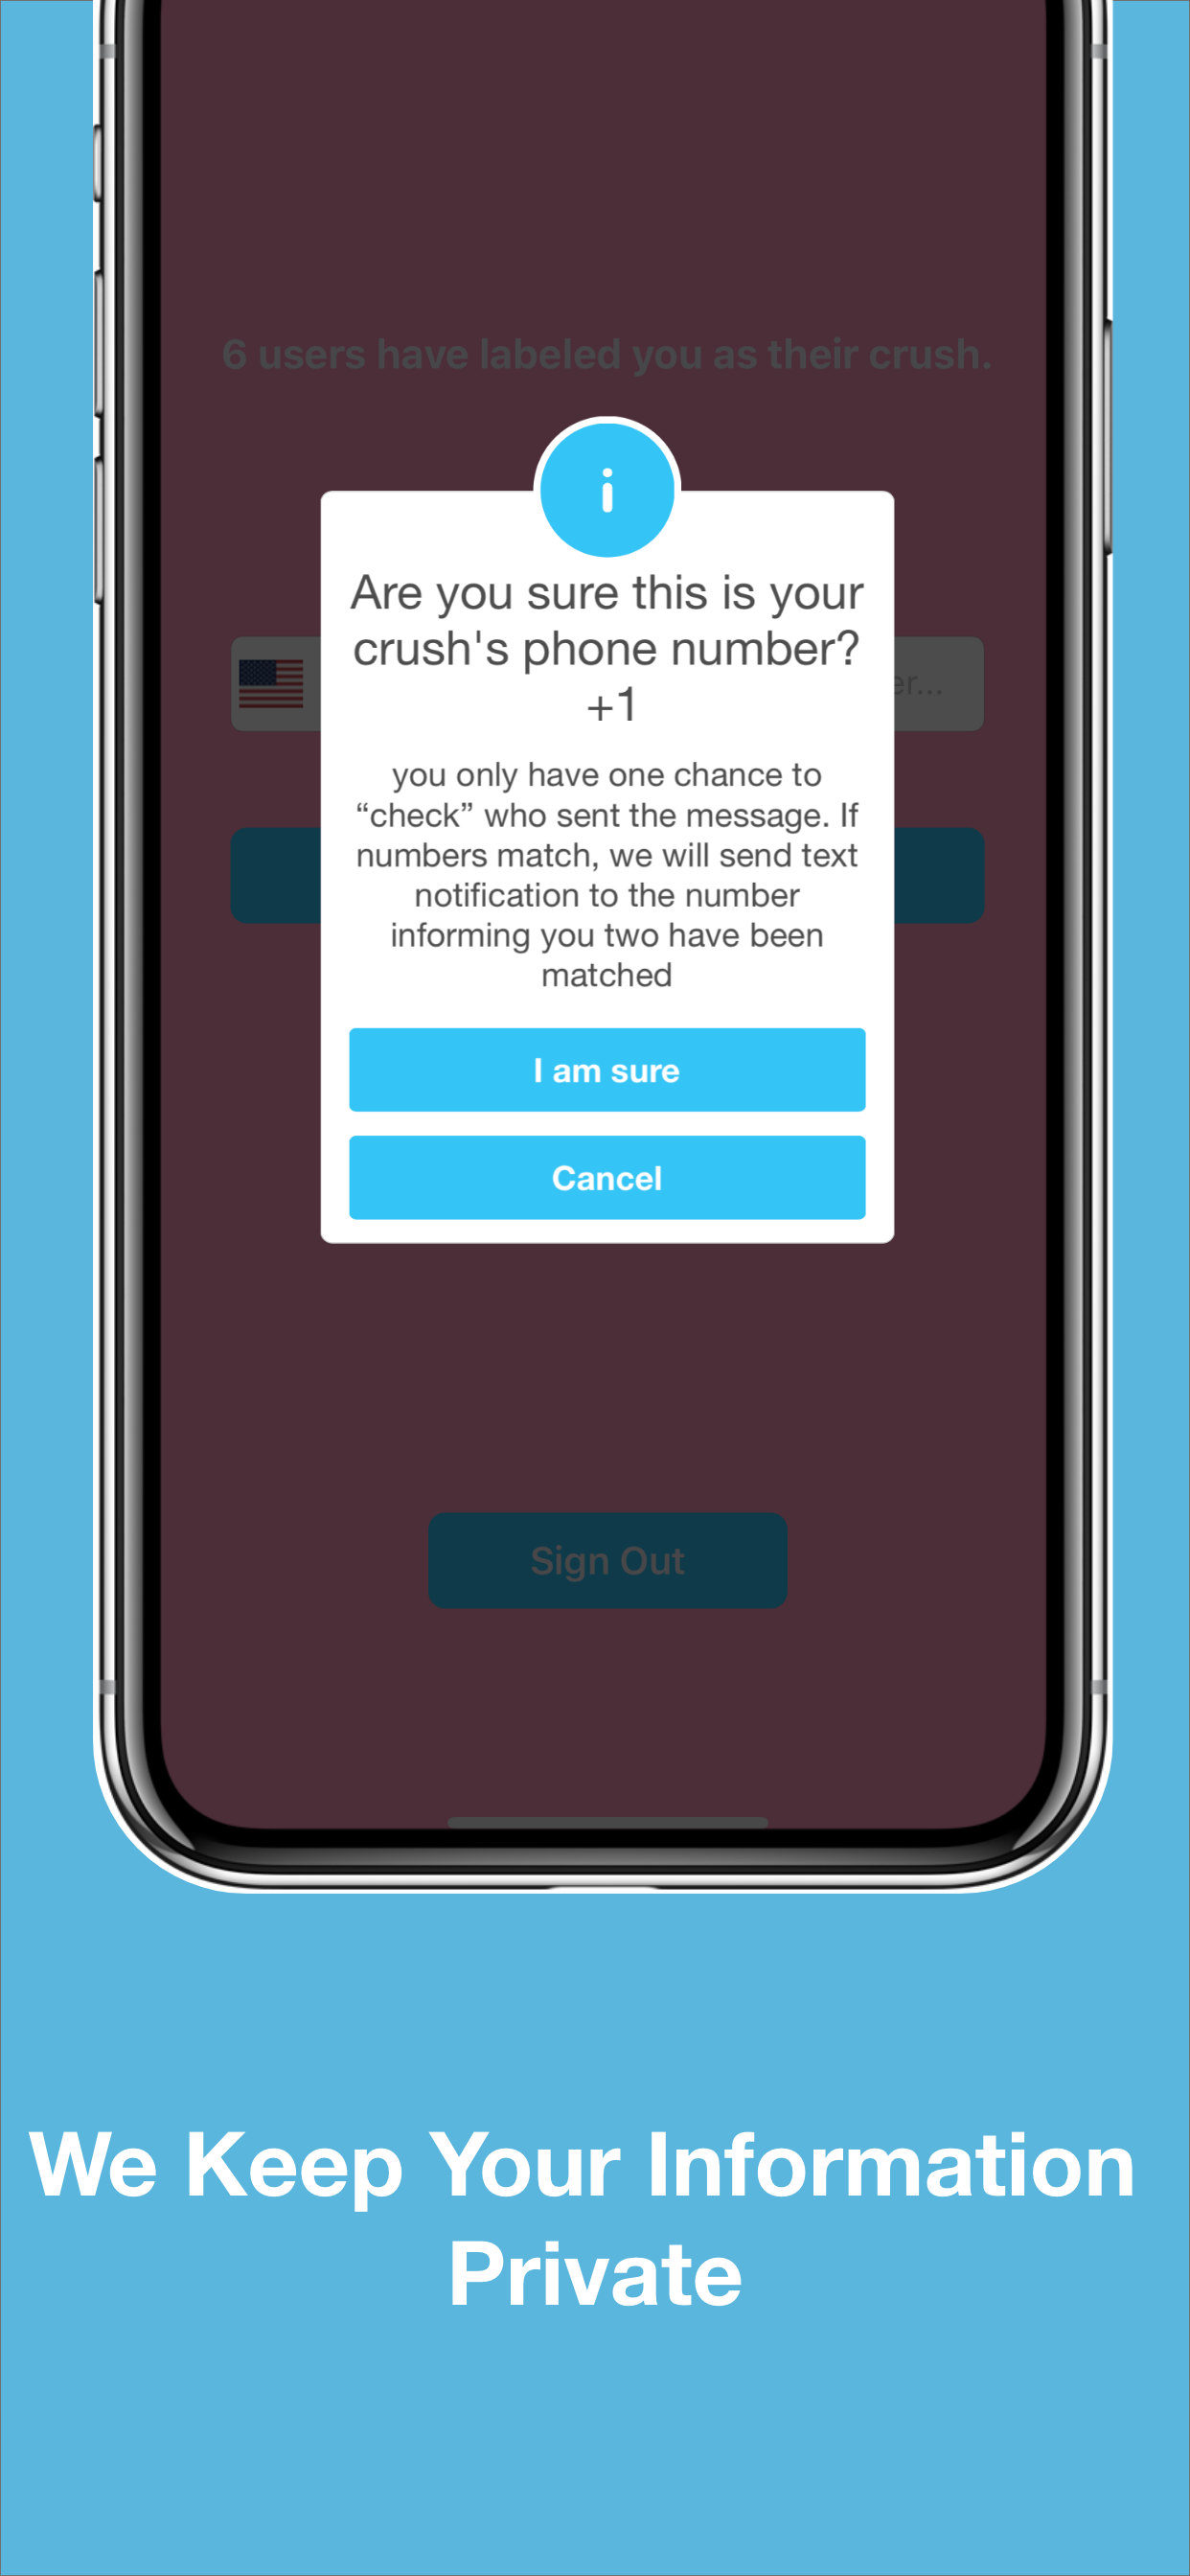 6 users have labeled you as their crush.
i
Are you sure this is your
crush's phone number?
+1
er...
you only have one chance to
“check” who sent the message. If
numbers match, we will send text
notification to the number
informing you two have been
matched
I am sure
Cancel
Sign Out
We Keep Your Information
Private